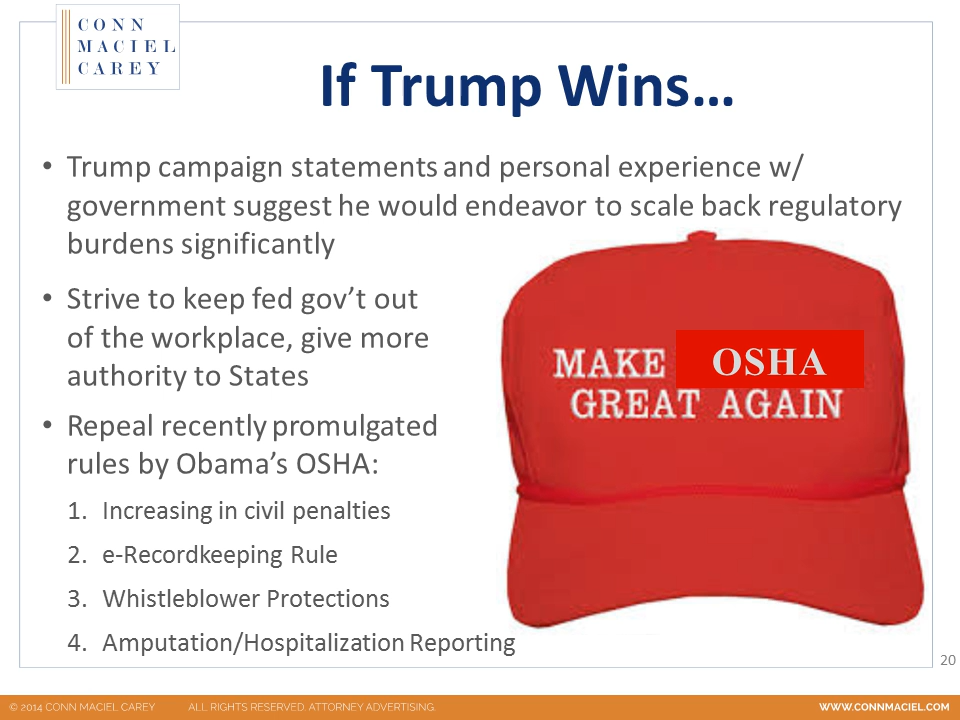 CONN
MACIEL
CAREY
If Trump Wins…
• Trump campaign statements and personal experience w/
government suggest he would endeavor to scale back regulatory
burdens significantly
• Strive to keep fed gov’t out
of the workplace, give more
authority to States
• Repeal recently promulgated
rules by Obama’s OSHA:
1. Increasing in civil penalties
2. e-Recordkeeping Rule
3. Whistleblower Protections
4. Amputation/Hospitalization Reporting
MAKE OSHA
GREAT AGAIN
20
© 2014 CONN MACIEL CAREY ALL RIGHTS RESERVED. ATTORNEY ADVERTISING. WWW.CONNMACIEL.COM